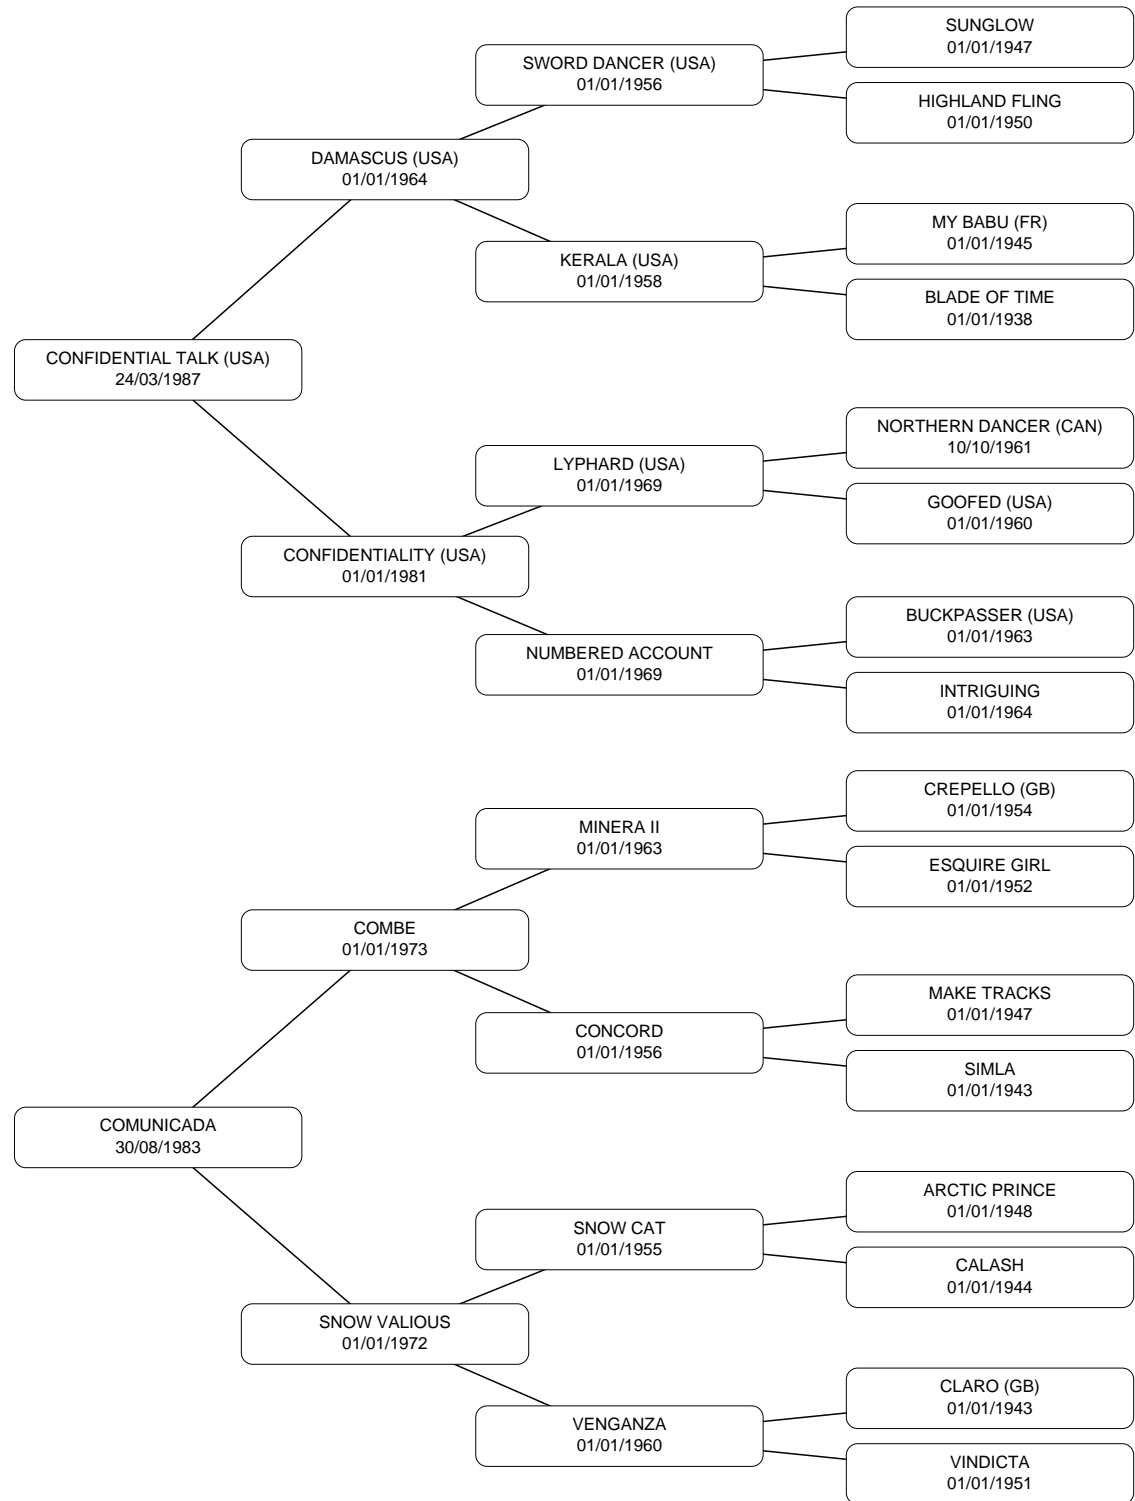 SUNGLOW
01/01/1947
SWORD DANCER (USA)
01/01/1956
HIGHLAND FLING
01/01/1950
DAMASCUS (USA)
01/01/1964
MY BABU (FR)
01/01/1945
KERALA (USA)
01/01/1958
BLADE OF TIME
01/01/1938
CONFIDENTIAL TALK (USA)
24/03/1987
NORTHERN DANCER (CAN)
10/10/1961
LYPHARD (USA)
01/01/1969
GOOFED (USA)
01/01/1960
CONFIDENTIALITY (USA)
01/01/1981
BUCKPASSER (USA)
01/01/1963
NUMBERED ACCOUNT
01/01/1969
INTRIGUING
01/01/1964
CREPELLO (GB)
01/01/1954
MINERA II
01/01/1963
ESQUIRE GIRL
01/01/1952
COMBE
01/01/1973
MAKE TRACKS
01/01/1947
CONCORD
01/01/1956
SIMLA
01/01/1943
COMUNICADA
30/08/1983
ARCTIC PRINCE
01/01/1948
SNOW CAT
01/01/1955
CALASH
01/01/1944
SNOW VALIOUS
01/01/1972
CLARO (GB)
01/01/1943
VENGANZA
01/01/1960
VINDICTA
01/01/1951